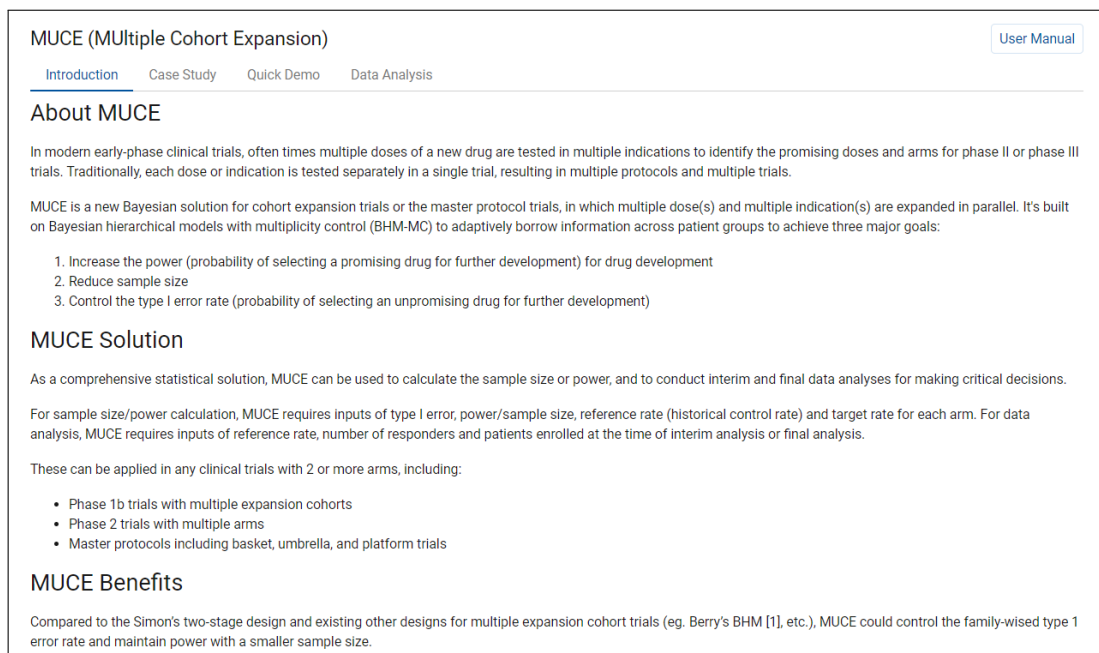 MUCE (MUltiple Cohort Expansion)
User Manual
Introduction
Case Study
Quick Demo
Data Analysis
About MUCE
In modern early-phase clinical trials, often times multiple doses of a new drug are tested in multiple indications to identify the promising doses and arms for phase II or phase III
trials. Traditionally, each dose or indication is tested separately in a single trial, resulting in multiple protocols and multiple trials.
MUCE is a new Bayesian solution for cohort expansion trials or the master protocol trials, in which multiple dose(s) and multiple indication(s) are expanded in parallel. It's built
on Bayesian hierarchical models with multiplicity control (BHM-MC) to adaptively borrow information across patient groups to achieve three major goals:
1. Increase the power (probability of selecting a promising drug for further development) for drug development
2. Reduce sample size
3. Control the type I error rate (probability of selecting an unpromising drug for further development)
MUCE Solution
As a comprehensive statistical solution, MUCE can be used to calculate the sample size or power, and to conduct interim and final data analyses for making critical decisions.
For sample size/power calculation, MUCE requires inputs of type I error, power/sample size, reference rate (historical control rate) and target rate for each arm. For data
analysis, MUCE requires inputs of reference rate, number of responders and patients enrolled at the time of interim analysis or final analysis.
These can be applied in any clinical trials with 2 or more arms, including:
• Phase 1b trials with multiple expansion cohorts
• Phase 2 trials with multiple arms
• Master protocols including basket, umbrella, and platform trials
MUCE Benefits
Compared to the Simon's two-stage design and existing other designs for multiple expansion cohort trials (eg. Berry's BHM [1], etc.), MUCE could control the family-wised type 1
error rate and maintain power with a smaller sample size.